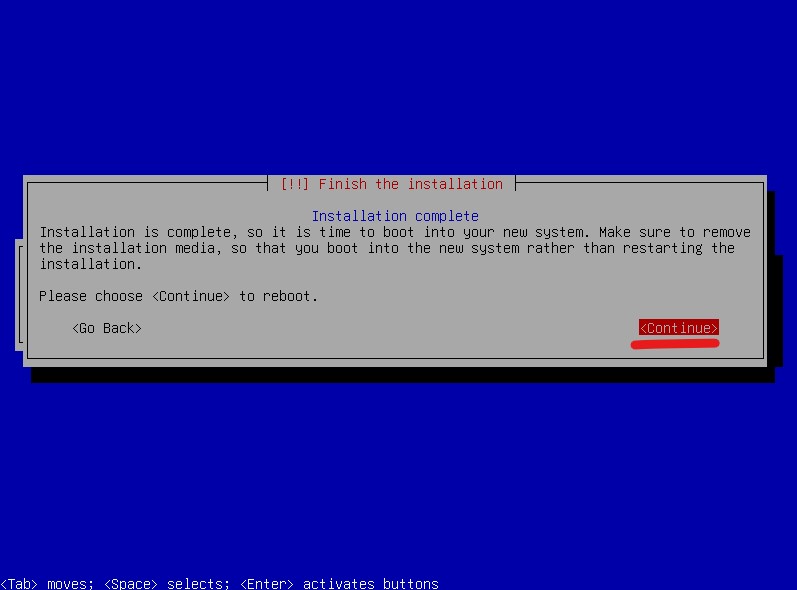 [!!] Finish the installation
Installation complete
Installation is complete, so it is time to boot into your new system. Make sure to remove
the installation media, so that you boot into the new system rather than restarting the
installation.
Please choose <Continue> to reboot.
<Go Back> <Continue>
<Tab> moves; <Space> selects; <Enter> activates buttons